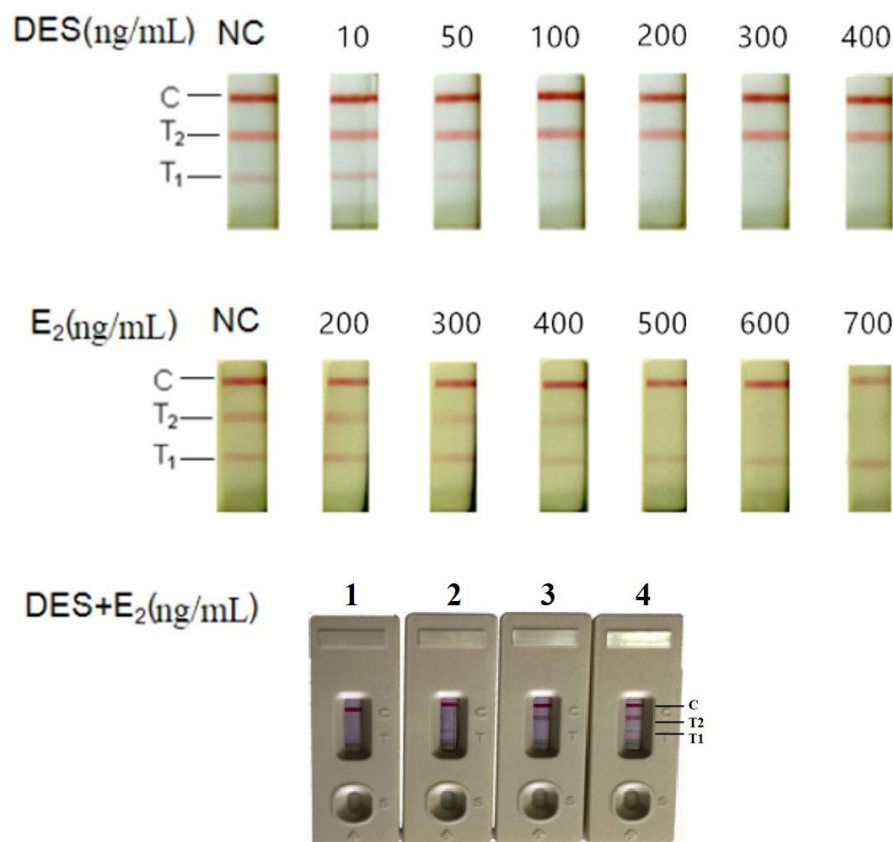 DES(ng/mL) NC 10 50 100 200 300 400
C
T₂
T₁
E₂(ng/mL) NC 200 300 400 500 600 700
C
T₂
T₁
DES+E₂(ng/mL) 1 2 3 4
C
T2
T1
C T S
C T S
C T S
C T S